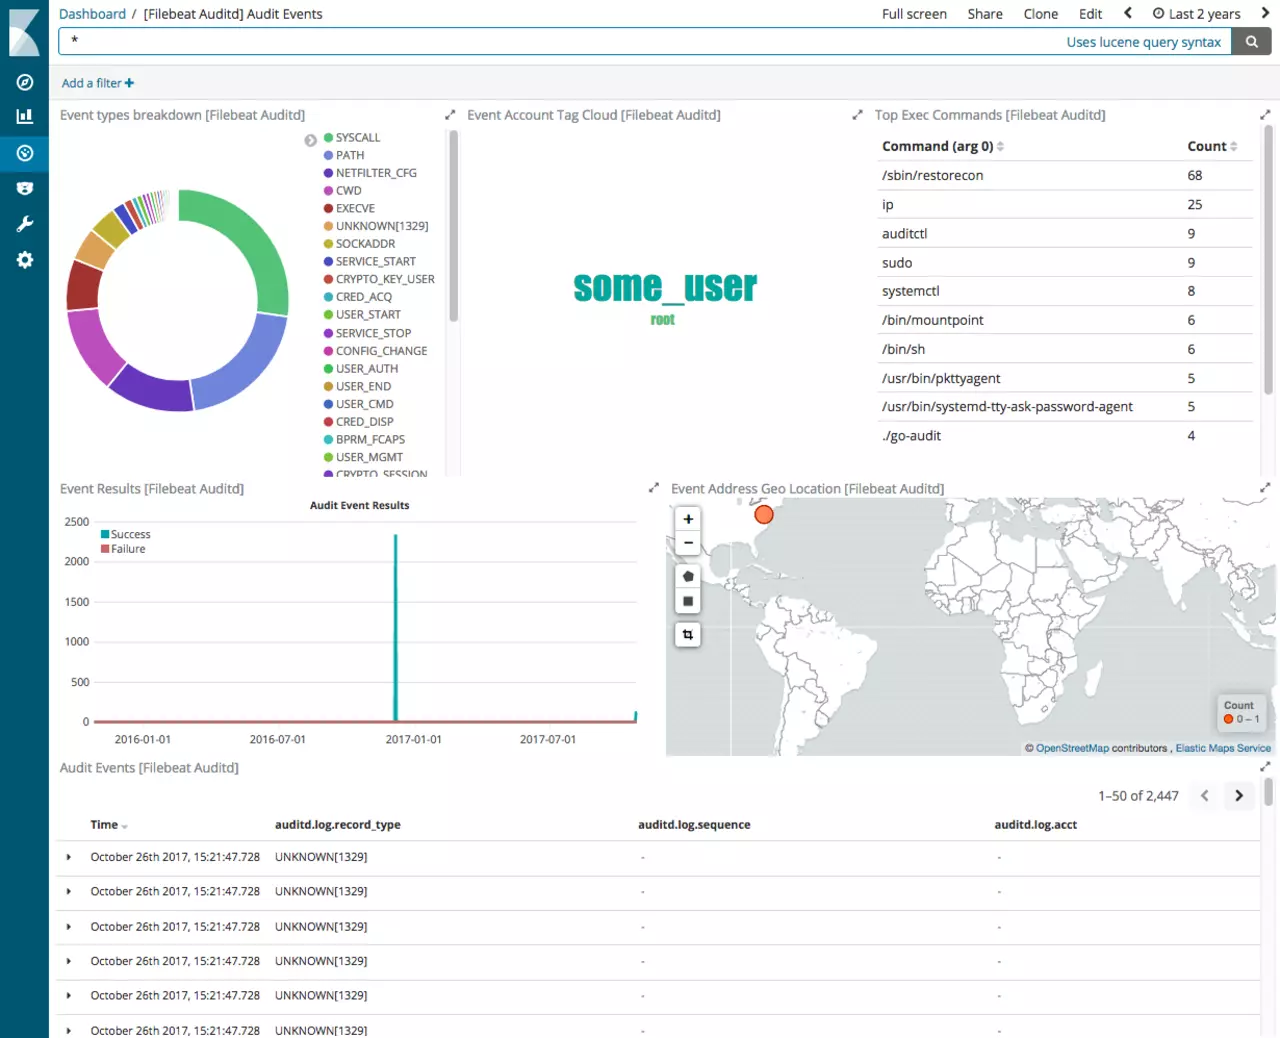 Dashboard / [Filebeat Auditd] Audit Events
Full screen Share Clone Edit Last 2 years
*
Uses lucene query syntax
Add a filter +
Event types breakdown [Filebeat Auditd]
SYSCALL
PATH
NETFILTER_CFG
CWD
EXECVE
UNKNOWN[1329]
SOCKADDR
SERVICE_START
CRYPTO_KEY_USER
CRED_ACQ
USER_START
SERVICE_STOP
CONFIG_CHANGE
USER_AUTH
USER_END
USER_CMD
CRED_DISP
BPRM_FCAPS
USER_MGMT
CRYPTO_SESSION
Event Account Tag Cloud [Filebeat Auditd]
some_user
root
Top Exec Commands [Filebeat Auditd]
Command (arg 0) Count
/sbin/restorecon 68
ip 25
auditctl 9
sudo 9
systemctl 8
/bin/mountpoint 6
/bin/sh 6
/usr/bin/pkttyagent 5
/usr/bin/systemd-tty-ask-password-agent 5
./go-audit 4
Event Results [Filebeat Auditd]
Audit Event Results
Success
Failure
2500
2000
1500
1000
500
0
2016-01-01 2016-07-01 2017-01-01 2017-07-01
Event Address Geo Location [Filebeat Auditd]
+
−
Count
0 – 1
© OpenStreetMap contributors , Elastic Maps Service
Audit Events [Filebeat Auditd]
1–50 of 2,447
Time auditd.log.record_type auditd.log.sequence auditd.log.acct
October 26th 2017, 15:21:47.728 UNKNOWN[1329] - -
October 26th 2017, 15:21:47.728 UNKNOWN[1329] - -
October 26th 2017, 15:21:47.728 UNKNOWN[1329] - -
October 26th 2017, 15:21:47.728 UNKNOWN[1329] - -
October 26th 2017, 15:21:47.728 UNKNOWN[1329] - -
October 26th 2017, 15:21:47.728 UNKNOWN[1329] - -